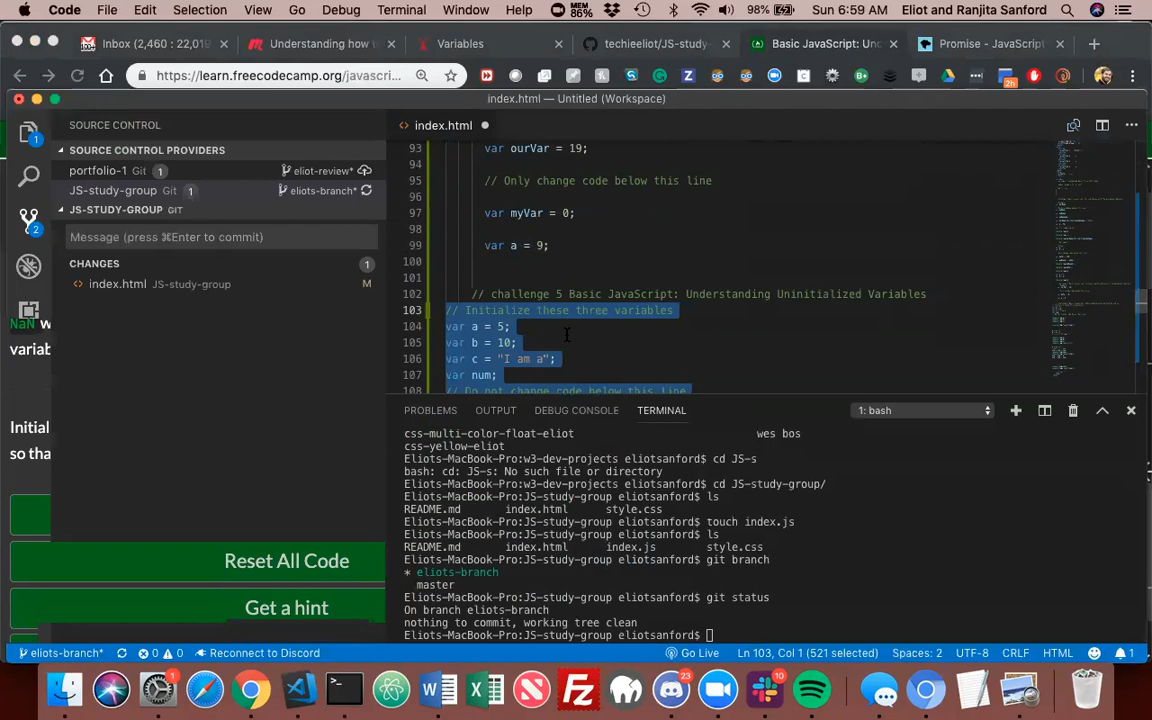 Code File Edit Selection View Go Debug Terminal Window Help MEM 86% 98% Sun 6:59 AM Eliot and Ranjita Sanford
100+ Inbox (2,460 : 22,019 × Understanding how × Variables × techieeliot/JS-study- × Basic JavaScript: Un × Promise - JavaScript × +
https://learn.freecodecamp.org/javascri... 2h
index.html — Untitled (Workspace)
SOURCE CONTROL
index.html
SOURCE CONTROL PROVIDERS
portfolio-1 Git 1 eliot-review*
JS-study-group Git 1 eliots-branch*
JS-STUDY-GROUP GIT
Message (press ⌘Enter to commit)
CHANGES 1
index.html JS-study-group M
1
2
93 var ourVar = 19;
94
95 // Only change code below this line
96
97 var myVar = 0;
98
99 var a = 9;
100
101
102 // challenge 5 Basic JavaScript: Understanding Uninitialized Variables
103 // Initialize these three variables
104 var a = 5;
105 var b = 10;
106 var c = "I am a";
107 var num;
108 // Do not change code below this line
NaN w
variab
Initial
so tha
Reset All Code
Get a hint
PROBLEMS OUTPUT DEBUG CONSOLE TERMINAL 1: bash
css-multi-color-float-eliot wes bos
css-yellow-eliot
Eliots-MacBook-Pro:w3-dev-projects eliotsanford$ cd JS-s
bash: cd: JS-s: No such file or directory
Eliots-MacBook-Pro:w3-dev-projects eliotsanford$ cd JS-study-group/
Eliots-MacBook-Pro:JS-study-group eliotsanford$ ls
README.md index.html style.css
Eliots-MacBook-Pro:JS-study-group eliotsanford$ touch index.js
Eliots-MacBook-Pro:JS-study-group eliotsanford$ ls
README.md index.html index.js style.css
Eliots-MacBook-Pro:JS-study-group eliotsanford$ git branch
* eliots-branch
master
Eliots-MacBook-Pro:JS-study-group eliotsanford$ git status
On branch eliots-branch
nothing to commit, working tree clean
Eliots-MacBook-Pro:JS-study-group eliotsanford$
eliots-branch* 0 0 Reconnect to Discord Go Live Ln 103, Col 1 (521 selected) Spaces: 2 UTF-8 CRLF HTML 1
1 23 10